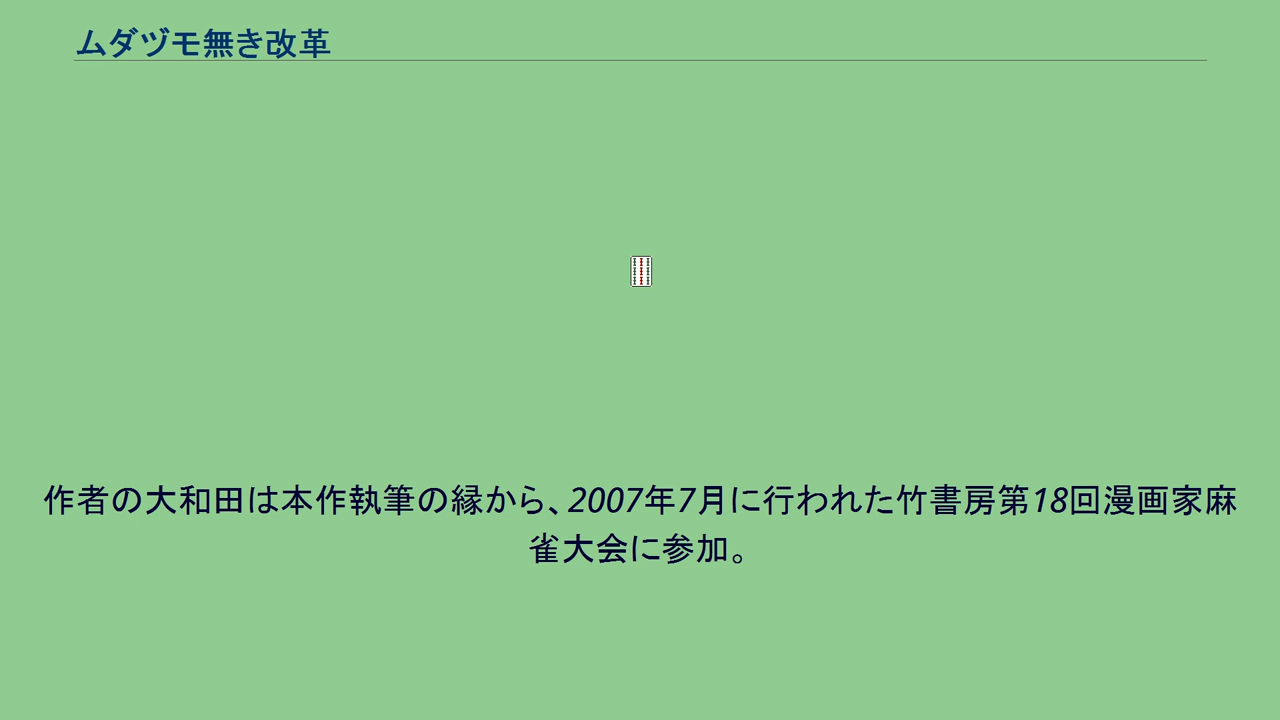 ムダヅモ無き改革
作者の大和田は本作執筆の縁から、2007年7月に行われた竹書房第18回漫画家麻
雀大会に参加。